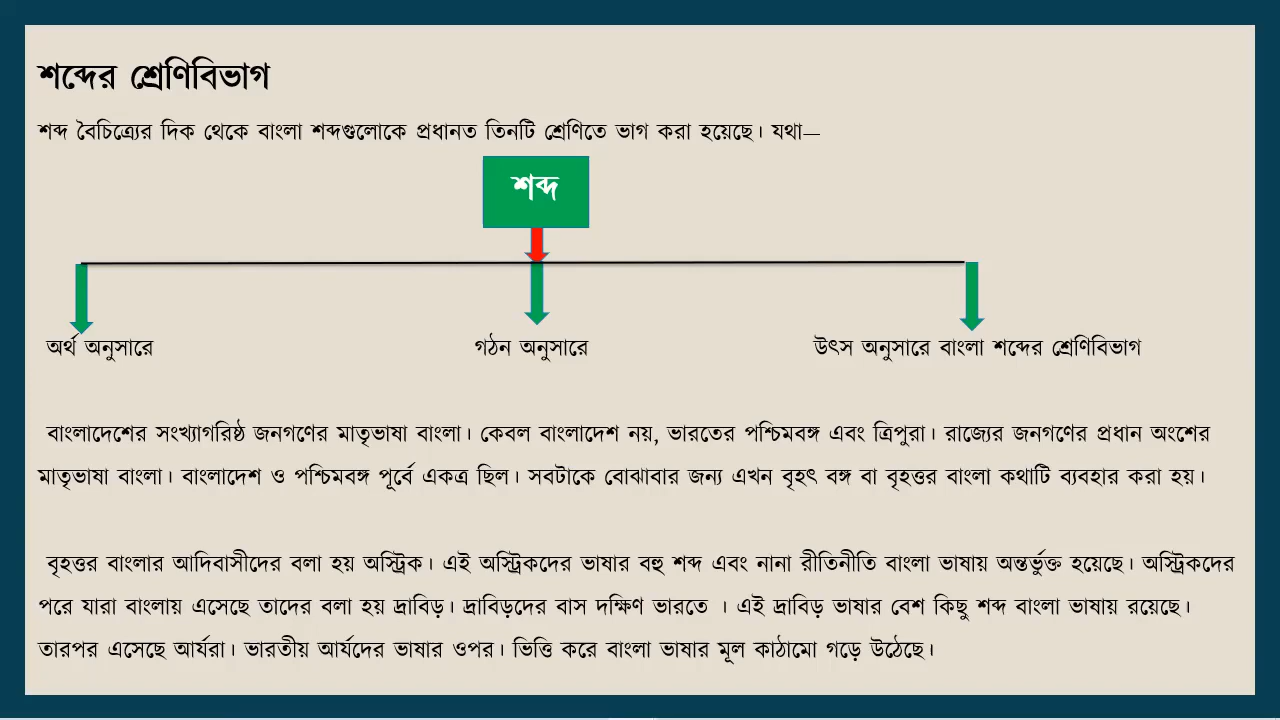 শব্দের শ্রেণিবিভাগ
শব্দ বৈচিত্র্যের দিক থেকে বাংলা শব্দগুলোকে প্রধানত তিনটি শ্রেণিতে ভাগ করা হয়েছে। যথা—
শব্দ
অর্থ অনুসারে
গঠন অনুসারে
উৎস অনুসারে বাংলা শব্দের শ্রেণিবিভাগ
বাংলাদেশের সংখ্যাগরিষ্ঠ জনগণের মাতৃভাষা বাংলা। কেবল বাংলাদেশ নয়, ভারতের পশ্চিমবঙ্গ এবং ত্রিপুরা। রাজ্যের জনগণের প্রধান অংশের
মাতৃভাষা বাংলা। বাংলাদেশ ও পশ্চিমবঙ্গ পূর্বে একত্র ছিল। সবটাকে বোঝাবার জন্য এখন বৃহৎ বঙ্গ বা বৃহত্তর বাংলা কথাটি ব্যবহার করা হয়।
বৃহত্তর বাংলার আদিবাসীদের বলা হয় অস্ট্রিক। এই অস্ট্রিকদের ভাষার বহু শব্দ এবং নানা রীতিনীতি বাংলা ভাষায় অন্তর্ভুক্ত হয়েছে। অস্ট্রিকদের
পরে যারা বাংলায় এসেছে তাদের বলা হয় দ্রাবিড়। দ্রাবিড়দের বাস দক্ষিণ ভারতে । এই দ্রাবিড় ভাষার বেশ কিছু শব্দ বাংলা ভাষায় রয়েছে।
তারপর এসেছে আর্যরা। ভারতীয় আর্যদের ভাষার ওপর। ভিত্তি করে বাংলা ভাষার মূল কাঠামো গড়ে উঠেছে।